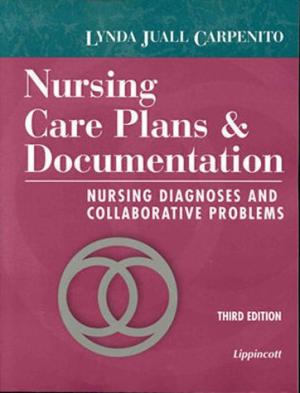 LYNDA JUALL CARPENITO
Nursing
Care Plans &
Documentation
NURSING DIAGNOSES AND
COLLABORATIVE PROBLEMS
THIRD EDITION
Lippincott